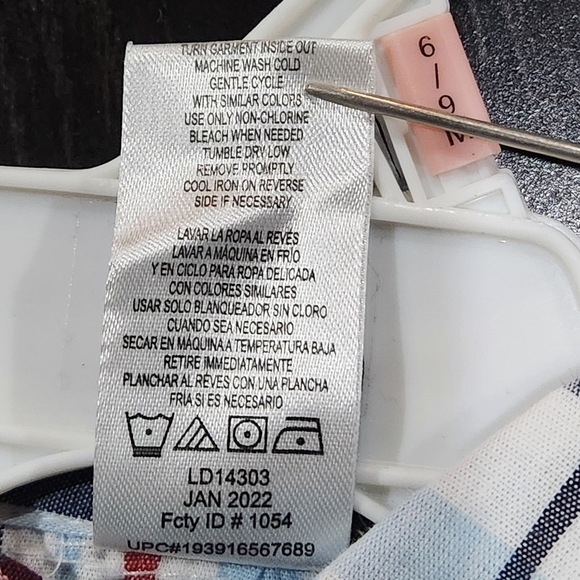 TURN GARMENT INSIDE OUT
MACHINE WASH COLD
GENTLE CYCLE
WITH SIMILAR COLORS
USE ONLY NON-CHLORINE
BLEACH WHEN NEEDED
TUMBLE DRY LOW
REMOVE PROMPTLY
COOL IRON ON REVERSE
SIDE IF NECESSARY
LAVAR LA ROPA AL REVES
LAVAR A MÁQUINA EN FRÍO
Y EN CICLO PARA ROPA DELICADA
CON COLORES SIMILARES
USAR SOLO BLANQUEADOR SIN CLORO
CUANDO SEA NECESARIO
SECAR EN MÁQUINA A TEMPERATURA BAJA
RETIRE IMMEDIATAMENTE
PLANCHAR AL REVES CON UNA PLANCHA
FRIA SI ES NECESARIO
LD14303
JAN 2022
Fcty ID # 1054
UPC#193916567689
6/9M